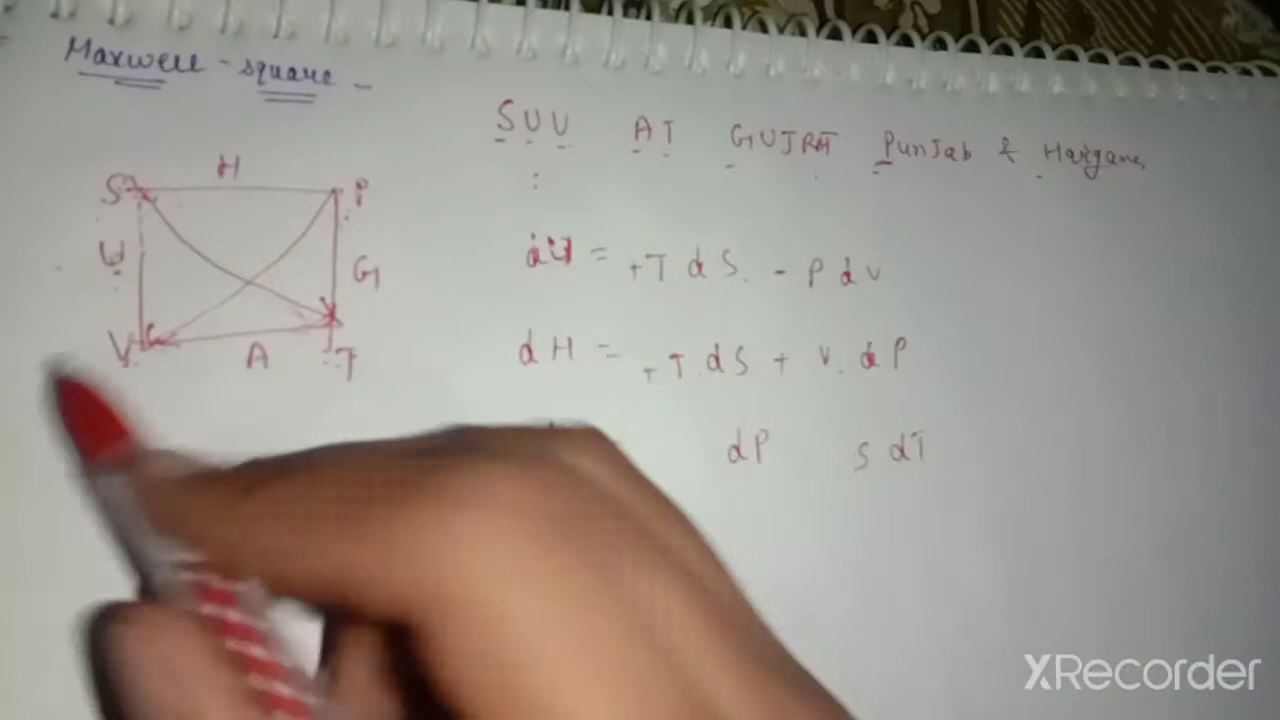 Maxwell - square -
SUV AT GUJRAT Punjab & Haryana
H
S P
U G
V A T
dU = +T dS - P dV
dH = +T. dS + V. dP
dP S dT
XRecorder